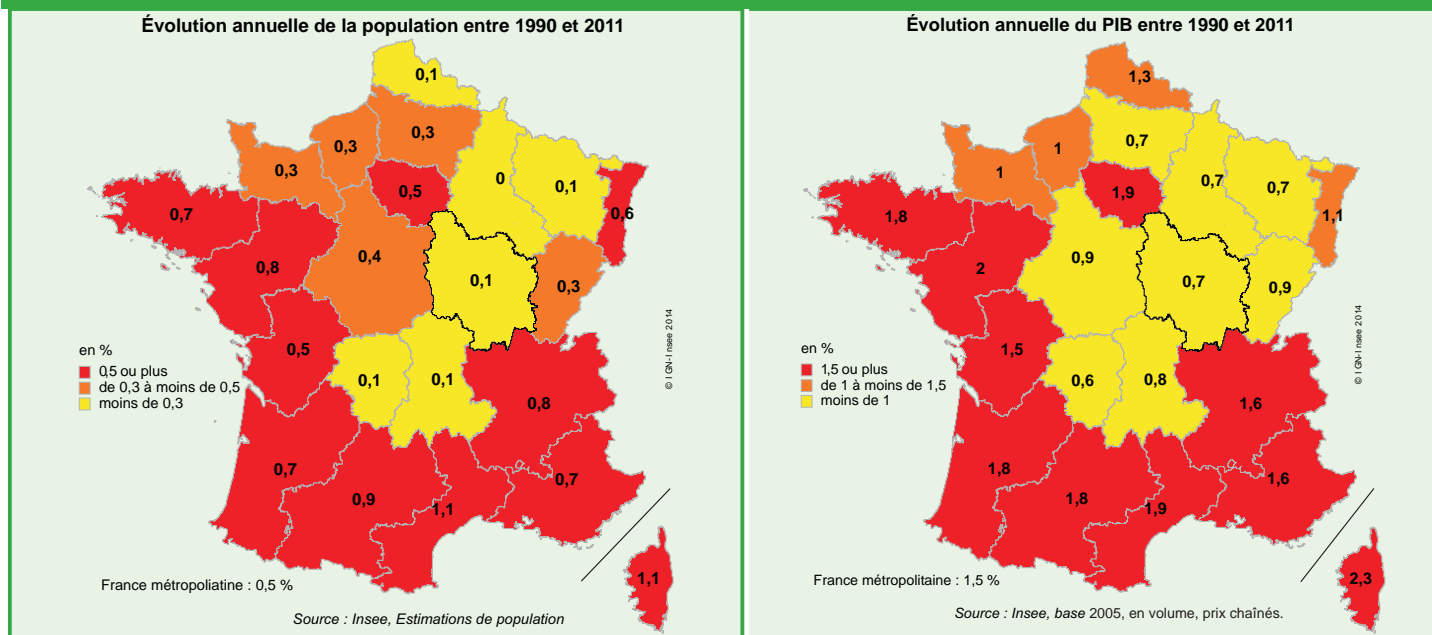 Évolution annuelle de la population entre 1990 et 2011
0,1
0,3
0,3
0,3
0
0,1
0,5
0,6
0,7
0,8
0,4
0,1
0,3
0,5
0,1
0,1
0,8
0,7
0,9
1,1
0,7
1,1
en %
0,5 ou plus
de 0,3 à moins de 0,5
moins de 0,3
© IGN-Insee 2014
France métropoliatine : 0,5 %
Source : Insee, Estimations de population
Évolution annuelle du PIB entre 1990 et 2011
1,3
0,7
1
1
0,7
0,7
1,9
1,1
1,8
2
0,9
0,7
0,9
1,5
0,6
0,8
1,6
1,8
1,8
1,9
1,6
2,3
en %
1,5 ou plus
de 1 à moins de 1,5
moins de 1
© IGN-Insee 2014
France métropolitaine : 1,5 %
Source : Insee, base 2005, en volume, prix chaînés.